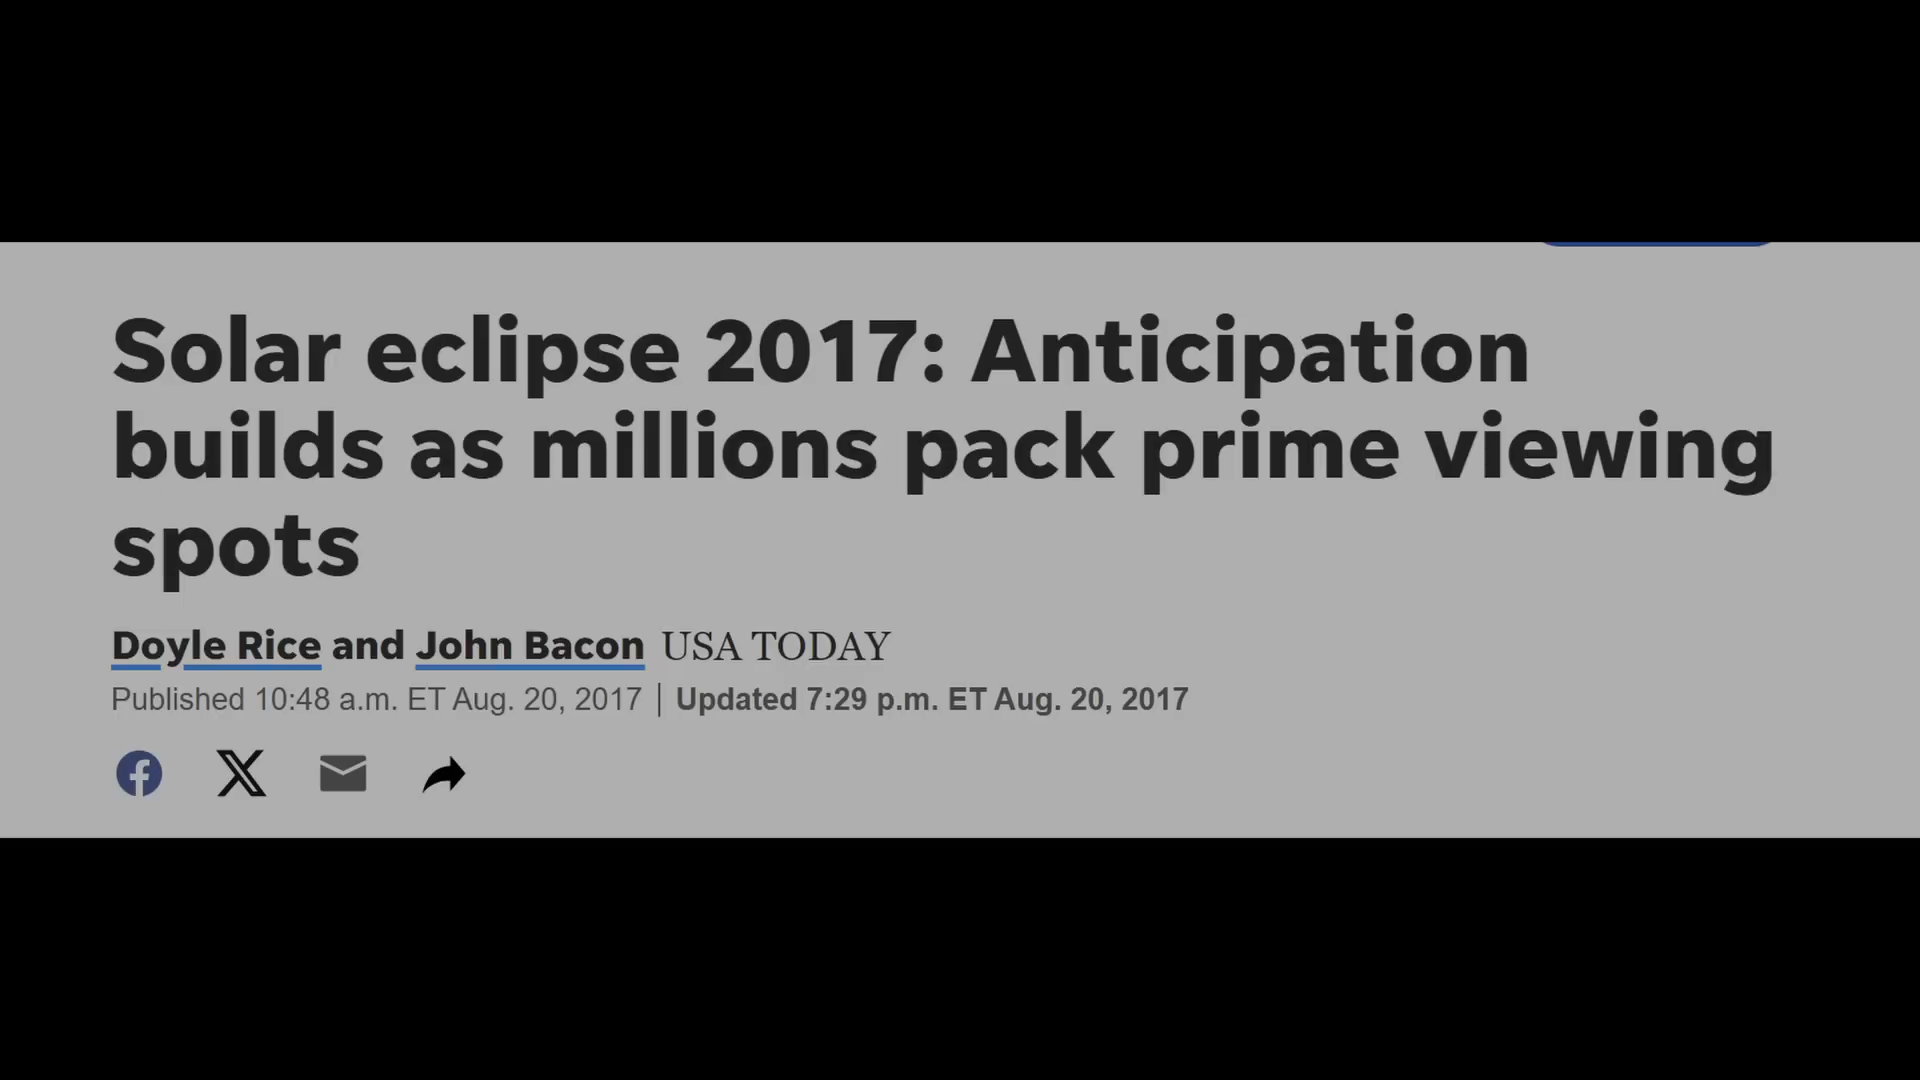 Solar eclipse 2017: Anticipation
builds as millions pack prime viewing
spots
Doyle Rice and John Bacon USA TODAY
Published 10:48 a.m. ET Aug. 20, 2017 | Updated 7:29 p.m. ET Aug. 20, 2017